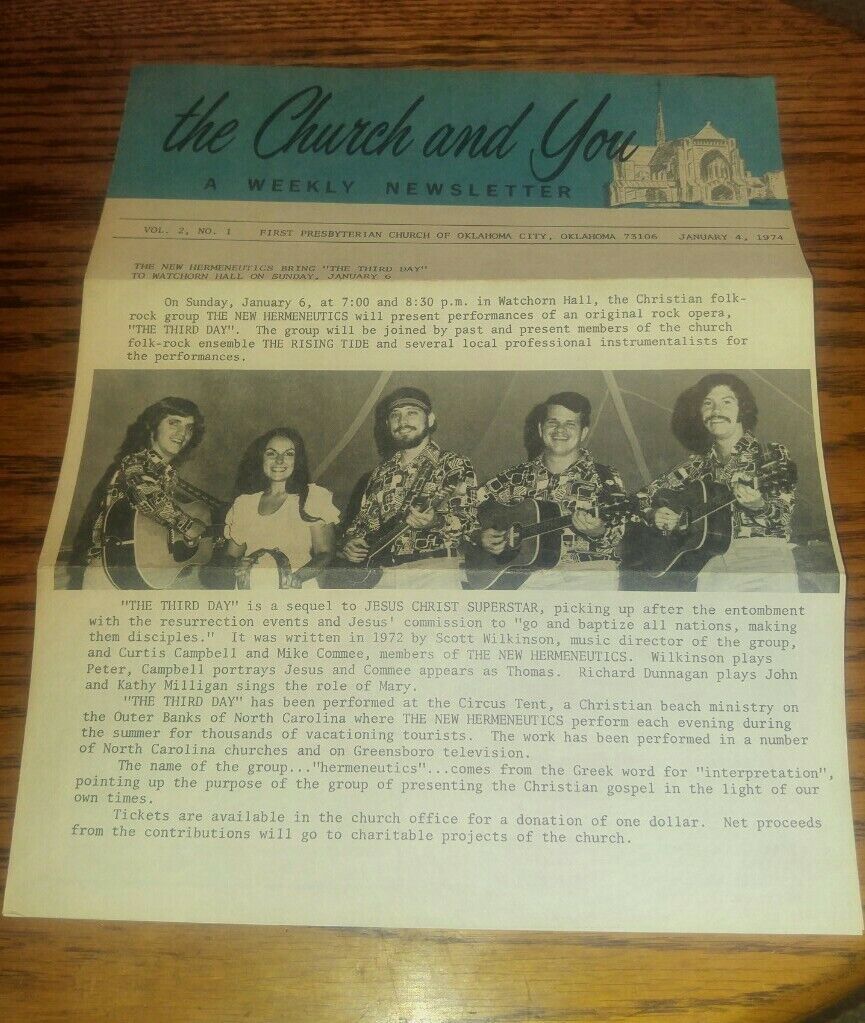 the Church and You
A WEEKLY NEWSLETTER
VOL. 2, NO. 1 FIRST PRESBYTERIAN CHURCH OF OKLAHOMA CITY, OKLAHOMA 73106 JANUARY 4, 1974
THE NEW HERMENEUTICS BRING "THE THIRD DAY"
TO WATCHORN HALL ON SUNDAY, JANUARY 6
On Sunday, January 6, at 7:00 and 8:30 p.m. in Watchorn Hall, the Christian folk-
rock group THE NEW HERMENEUTICS will present performances of an original rock opera,
"THE THIRD DAY". The group will be joined by past and present members of the church
folk-rock ensemble THE RISING TIDE and several local professional instrumentalists for
the performances.
"THE THIRD DAY" is a sequel to JESUS CHRIST SUPERSTAR, picking up after the entombment
with the resurrection events and Jesus' commission to "go and baptize all nations, making
them disciples." It was written in 1972 by Scott Wilkinson, music director of the group,
and Curtis Campbell and Mike Commee, members of THE NEW HERMENEUTICS. Wilkinson plays
Peter, Campbell portrays Jesus and Commee appears as Thomas. Richard Dunnagan plays John
and Kathy Milligan sings the role of Mary.
"THE THIRD DAY" has been performed at the Circus Tent, a Christian beach ministry on
the Outer Banks of North Carolina where THE NEW HERMENEUTICS perform each evening during
the summer for thousands of vacationing tourists. The work has been performed in a number
of North Carolina churches and on Greensboro television.
The name of the group..."hermeneutics"...comes from the Greek word for "interpretation",
pointing up the purpose of the group of presenting the Christian gospel in the light of our
own times.
Tickets are available in the church office for a donation of one dollar. Net proceeds
from the contributions will go to charitable projects of the church.